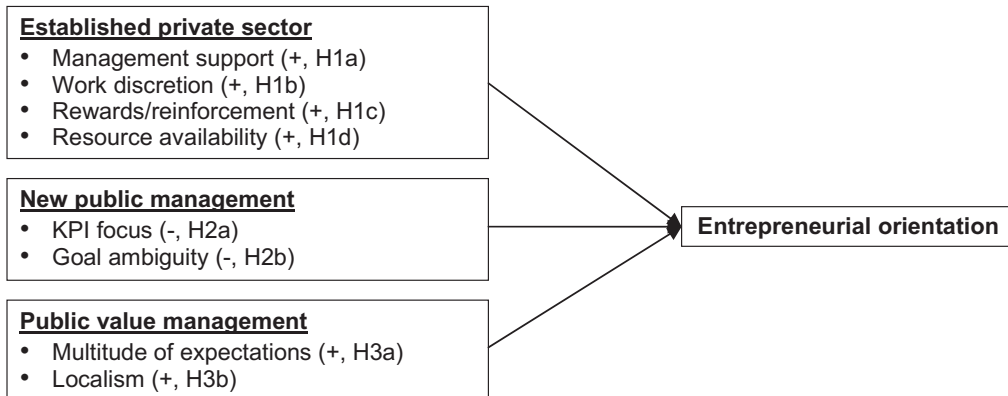 Established private sector
• Management support (+, H1a)
• Work discretion (+, H1b)
• Rewards/reinforcement (+, H1c)
• Resource availability (+, H1d)
New public management
• KPI focus (-, H2a)
• Goal ambiguity (-, H2b)
Entrepreneurial orientation
Public value management
• Multitude of expectations (+, H3a)
• Localism (+, H3b)